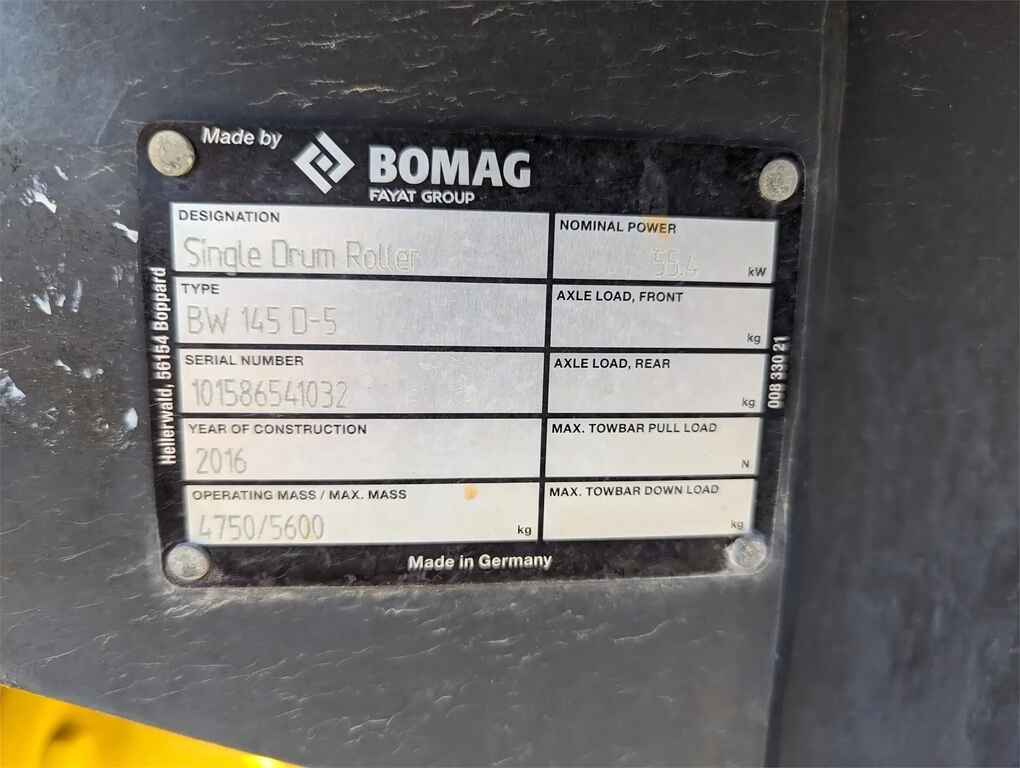 Made by BOMAG
FAYAT GROUP
DESIGNATION
Single Drum Roller
NOMINAL POWER
55.4 kW
TYPE
BW 145 D-5
AXLE LOAD, FRONT
kg
SERIAL NUMBER
101586541032
AXLE LOAD, REAR
kg
YEAR OF CONSTRUCTION
2016
MAX. TOWBAR PULL LOAD
N
OPERATING MASS / MAX. MASS
4750/5600 kg
MAX. TOWBAR DOWN LOAD
kg
Made in Germany
Hellerwald, 56154 Boppard
008 330 21